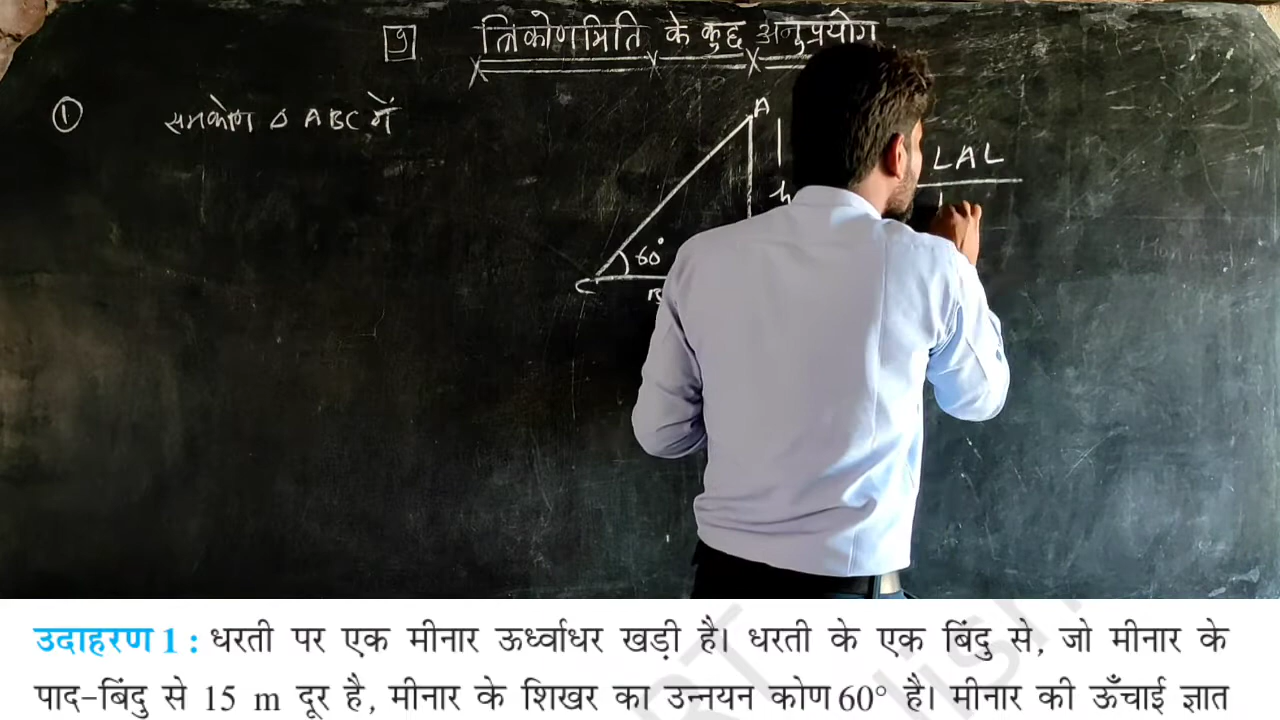 9 त्रिकोणमिति के कुछ अनुप्रयोग
① समकोण △ ABC में
A
h
LAL
60°
C
उदाहरण 1 : धरती पर एक मीनार ऊर्ध्वाधर खड़ी है। धरती के एक बिंदु से, जो मीनार के
पाद-बिंदु से 15 m दूर है, मीनार के शिखर का उन्नयन कोण 60° है। मीनार की ऊँचाई ज्ञात